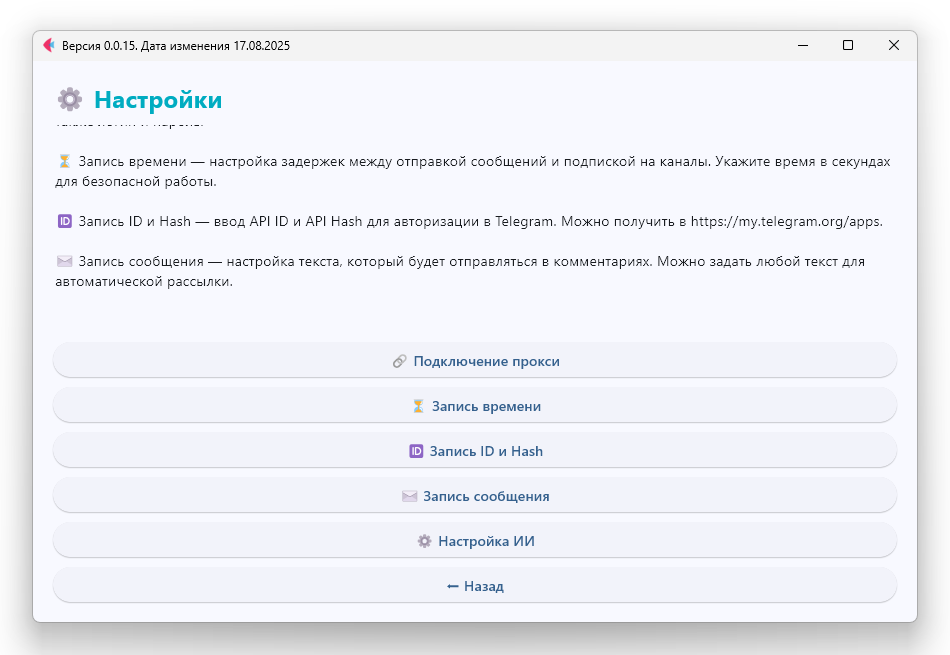 Версия 0.0.15. Дата изменения 17.08.2025
Настройки
Запись времени — настройка задержек между отправкой сообщений и подпиской на каналы. Укажите время в секундах
для безопасной работы.
ID Запись ID и Hash — ввод API ID и API Hash для авторизации в Telegram. Можно получить в https://my.telegram.org/apps.
Запись сообщения — настройка текста, который будет отправляться в комментариях. Можно задать любой текст для
автоматической рассылки.
Подключение прокси
Запись времени
ID Запись ID и Hash
Запись сообщения
Настройка ИИ
← Назад